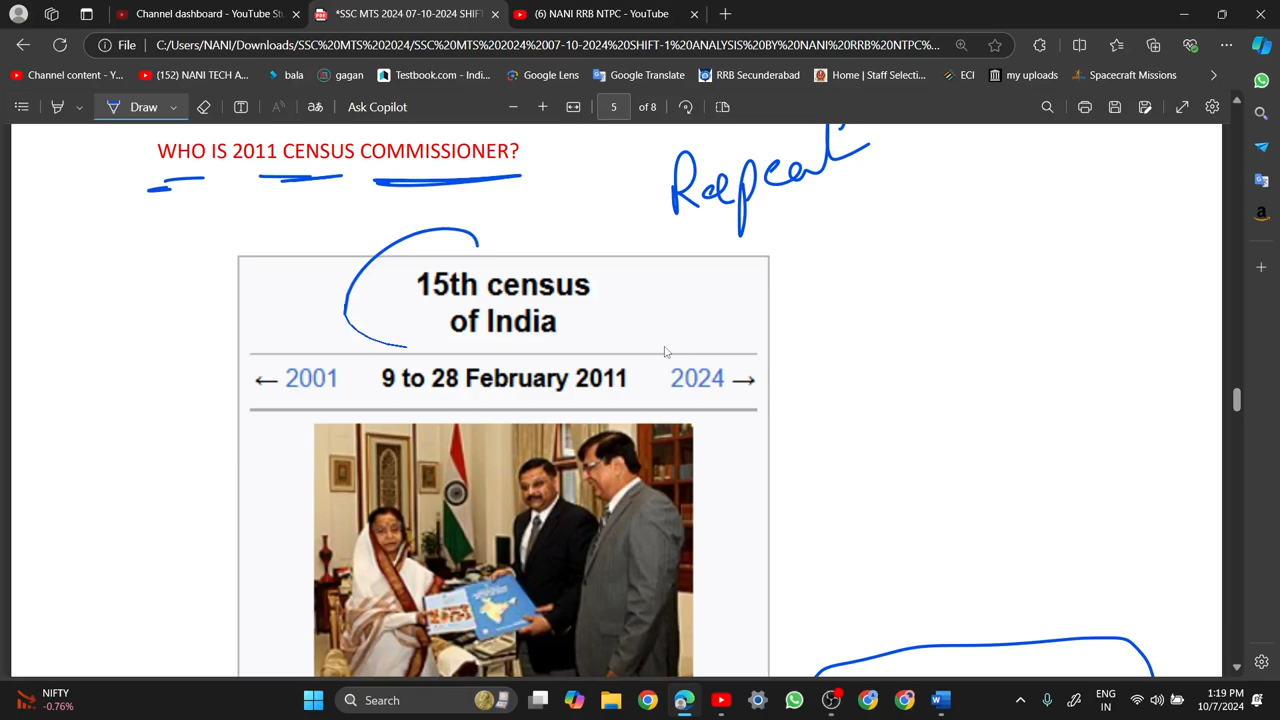 Channel dashboard - YouTube St
*SSC MTS 2024 07-10-2024 SHIFT
(6) NANI RRB NTPC - YouTube
File
C:/Users/NANI/Downloads/SSC%20MTS%202024/SSC%20MTS%202024%2007-10-2024%20SHIFT-1%20ANALYSIS%20BY%20NANI%20RRB%20NTPC%...
Channel content - Y...
(152) NANI TECH A...
bala
gagan
Testbook.com - Indi...
Google Lens
Google Translate
RRB Secunderabad
Home | Staff Selecti...
ECI
my uploads
Spacecraft Missions
Draw
aあ
Ask Copilot
5
of 8
WHO IS 2011 CENSUS COMMISSIONER?
Repeat
15th census
of India
← 2001
9 to 28 February 2011
2024 →
NIFTY
-0.76%
Search
ENG
IN
1:19 PM
10/7/2024